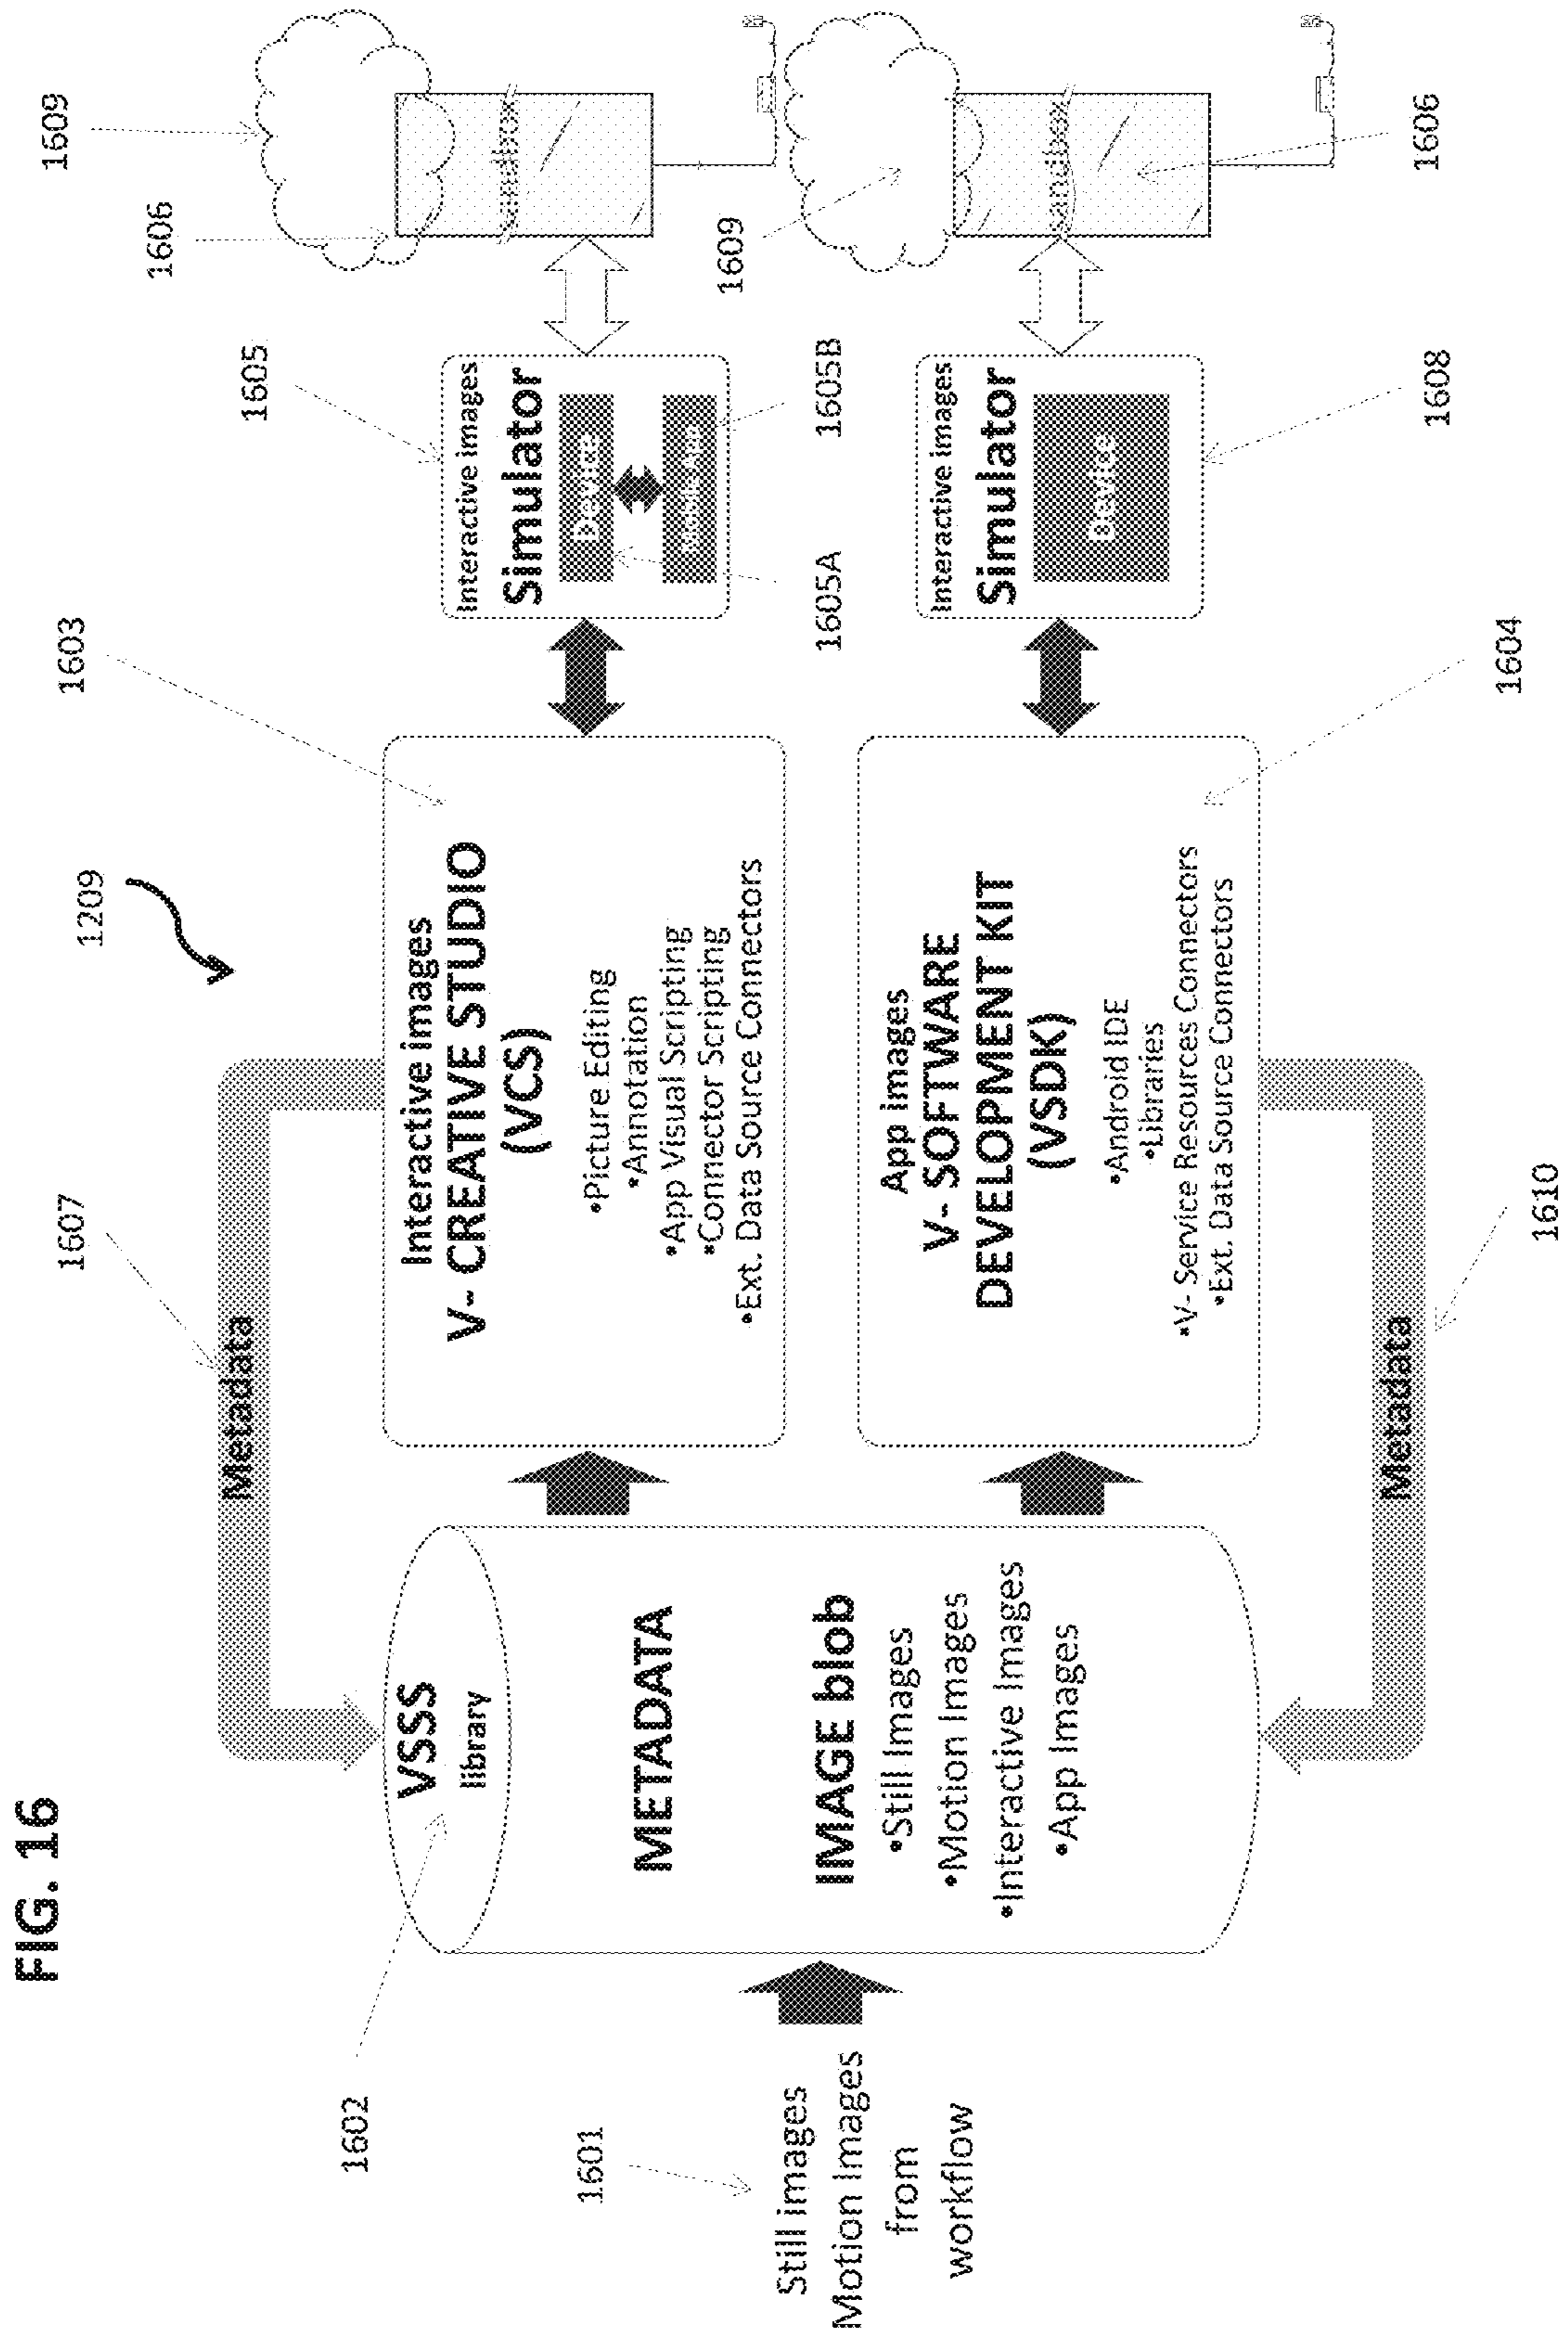 FIG. 16
1209
1601
Still images
Motion Images
from
workflow
1602
VSSS
library
METADATA
IMAGE blob
•Still Images
•Motion Images
•Interactive Images
•App Images
1607
Metadata
1603
Interactive images
V- CREATIVE STUDIO
(VCS)
•Picture Editing
•Annotation
•App Visual Scripting
•Connector Scripting
•Ext. Data Source Connectors
App images
V- SOFTWARE
DEVELOPMENT KIT
(VSDK)
•Android IDE
•Libraries
•V- Service Resources Connectors
•Ext. Data Source Connectors
1604
Metadata
1610
1605
Interactive images
Simulator
Device
Mobile App
1605A
1605B
Interactive images
Simulator
Device
1608
1609
1606
sandbox
1609
sandbox
1606